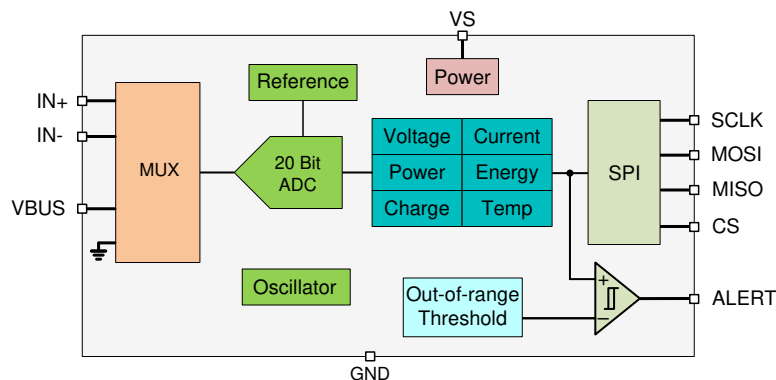 VS
Reference
Power
IN+
IN-
VBUS
MUX
20 Bit
ADC
Voltage
Current
Power
Energy
Charge
Temp
SPI
SCLK
MOSI
MISO
CS
Oscillator
Out-of-range
Threshold
+
−
ALERT
GND